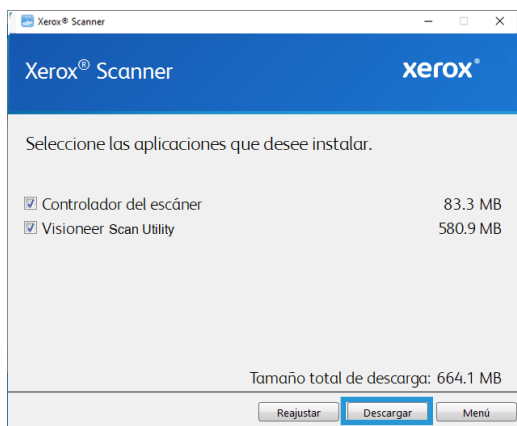 Xerox® Scanner
Xerox® Scanner xerox®
Seleccione las aplicaciones que desee instalar.
Controlador del escáner 83.3 MB
Visioneer Scan Utility 580.9 MB
Tamaño total de descarga: 664.1 MB
Reajustar Descargar Menú